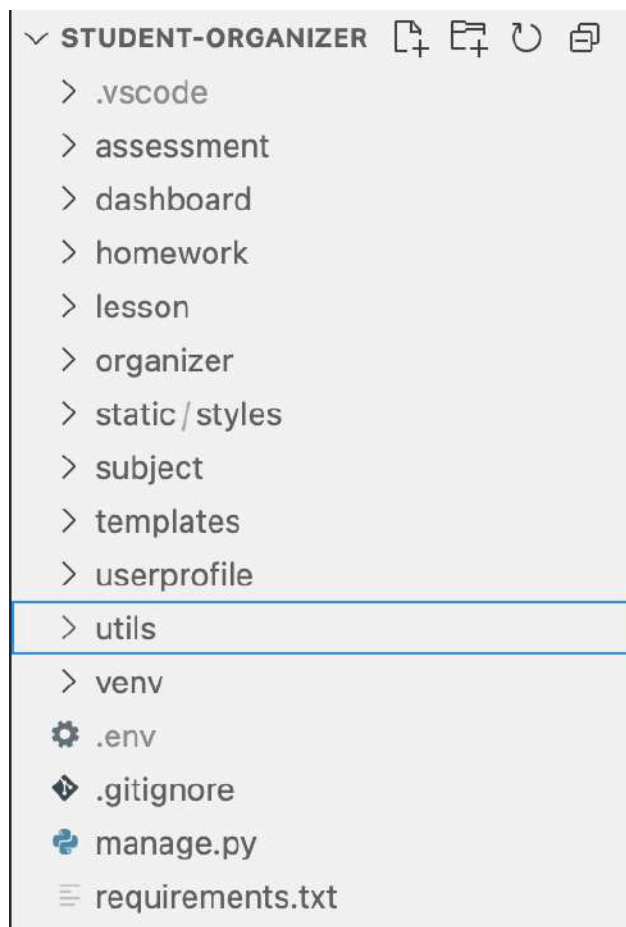 STUDENT-ORGANIZER
.vscode
assessment
dashboard
homework
lesson
organizer
static/styles
subject
templates
userprofile
utils
venv
.env
.gitignore
manage.py
requirements.txt